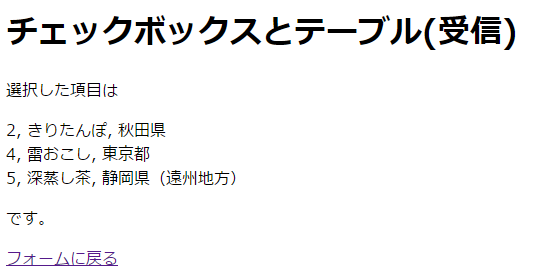 チェックボックスとテーブル(受信)
選択した項目は
2, きりたんぽ, 秋田県
4, 雷おこし, 東京都
5, 深蒸し茶, 静岡県（遠州地方）
です。
フォームに戻る